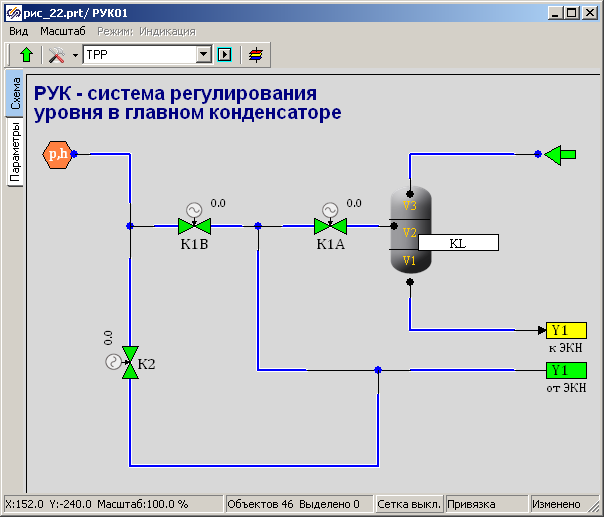 рис_22.prt/ РУК01
Вид Масштаб Режим: Индикация
TPP
Схема
Параметры
РУК - система регулирования
уровня в главном конденсаторе
p,h
0.0
0.0
K1B
K1A
V3
V2
KL
V1
0.0
K2
Y1
к ЭКН
Y1
от ЭКН
X:152.0 Y:-240.0 Масштаб:100.0 %
Объектов 46 Выделено 0
Сетка выкл.
Привязка
Изменено